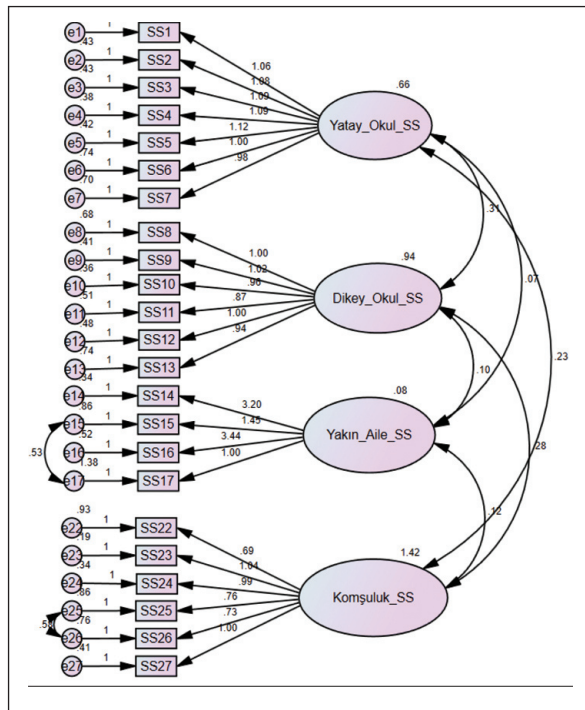 e1 1 SS1
.43
e2 1 SS2
.43
e3 1 SS3
.38
e4 1 SS4
.42
e5 1 SS5
.74
e6 1 SS6
.70
e7 1 SS7
1.06
1.08
1.09
1.09
1.12
1.00
.98
.66
Yatay_Okul_SS
.68
e8 1 SS8
.41
e9 1 SS9
.36
e10 1 SS10
.51
e11 1 SS11
.48
e12 1 SS12
.74
e13 1 SS13
1.00
1.02
.96
.87
1.00
.94
.94
Dikey_Okul_SS
.34
e14 1 SS14
.86
e15 1 SS15
.52
e16 1 SS16
1.38
e17 1 SS17
.53
3.20
1.45
3.44
1.00
.08
Yakın_Aile_SS
.93
e22 1 SS22
.19
e23 1 SS23
.34
e24 1 SS24
.86
e25 1 SS25
.76
e26 1 SS26
.41
e27 1 SS27
.69
1.04
.99
.76
.73
1.00
1.42
Komşuluk_SS
.31
.07
.23
.10
.28
.12